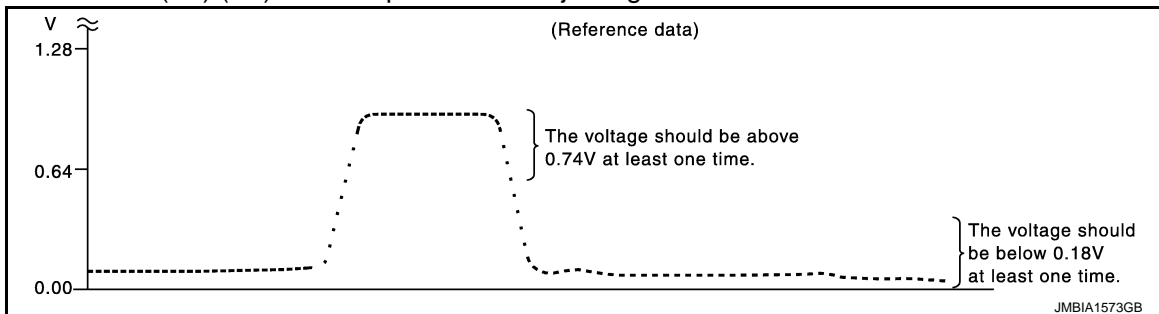 V
(Reference data)
1.28
The voltage should be above
0.74V at least one time.
0.64
The voltage should
be below 0.18V
at least one time.
0.00
JMBIA1573GB